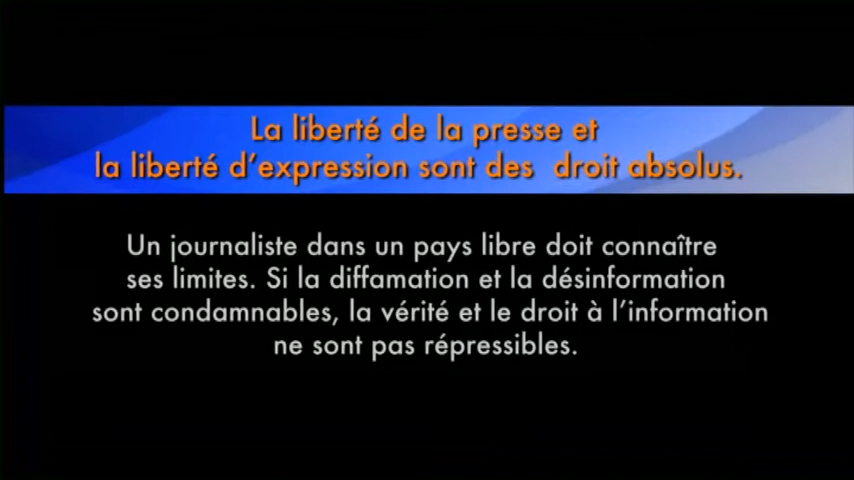 La liberté de la presse et
la liberté d’expression sont des droit absolus.
Un journaliste dans un pays libre doit connaître
ses limites. Si la diffamation et la désinformation
sont condamnables, la vérité et le droit à l’information
ne sont pas répressibles.